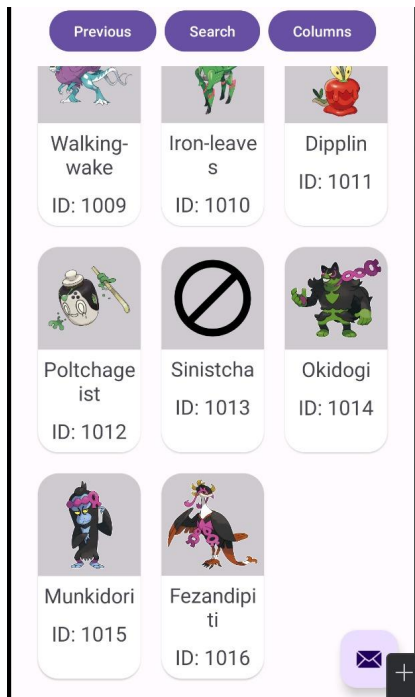 Previous Search Columns
Walking- Iron-leave Dipplin
wake s ID: 1011
ID: 1009 ID: 1010
Poltchage Sinistcha Okidogi
ist ID: 1013 ID: 1014
ID: 1012
Munkidori Fezandipi
ID: 1015 ti
ID: 1016